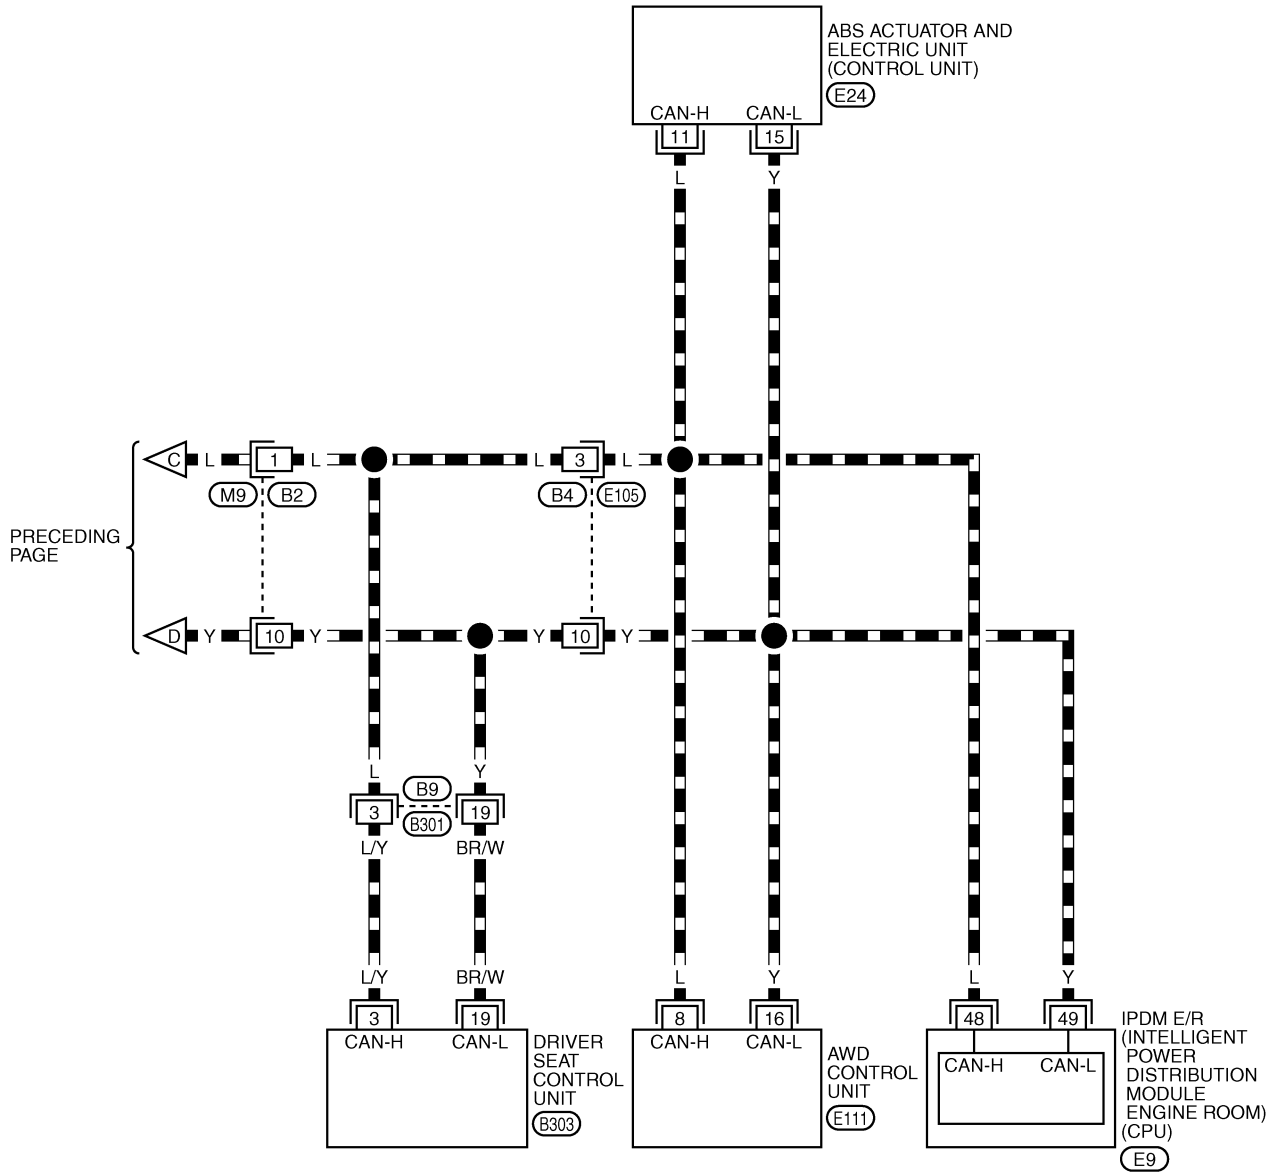 ABS ACTUATOR AND
ELECTRIC UNIT
(CONTROL UNIT)
E24
CAN-H CAN-L
11 15
L Y
C L 1 L L 3 L
M9 B2 B4 E105
PRECEDING
PAGE
D Y 10 Y Y 10 Y
L Y
B9
3 19
B301
L/Y BR/W
L/Y BR/W L Y L Y
3 19 8 16 48 49
CAN-H CAN-L
DRIVER
SEAT
CONTROL
UNIT
B303
CAN-H CAN-L
AWD
CONTROL
UNIT
E111
CAN-H CAN-L
IPDM E/R
(INTELLIGENT
POWER
DISTRIBUTION
MODULE
ENGINE ROOM)
(CPU)
E9